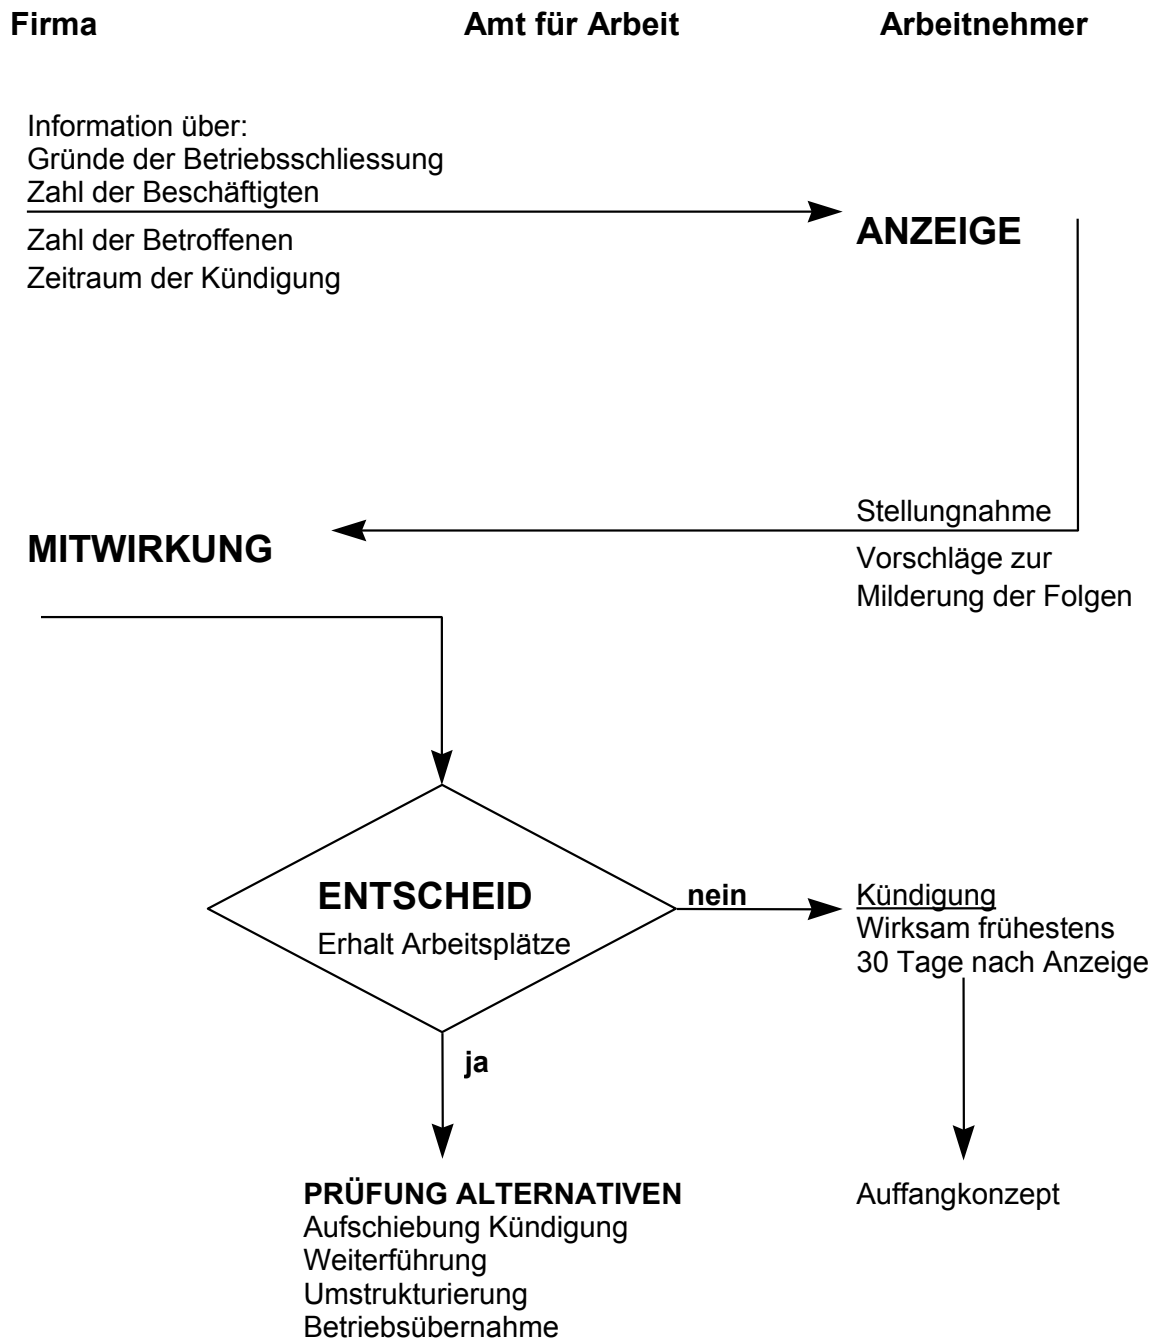 Firma Amt für Arbeit Arbeitnehmer
Information über:
Gründe der Betriebsschliessung
Zahl der Beschäftigten
Zahl der Betroffenen
Zeitraum der Kündigung
ANZEIGE
Stellungnahme
Vorschläge zur
Milderung der Folgen
MITWIRKUNG
ENTSCHEID
Erhalt Arbeitsplätze
nein
Kündigung
Wirksam frühestens
30 Tage nach Anzeige
ja
PRÜFUNG ALTERNATIVEN
Aufschiebung Kündigung
Weiterführung
Umstrukturierung
Betriebsübernahme
Auffangkonzept